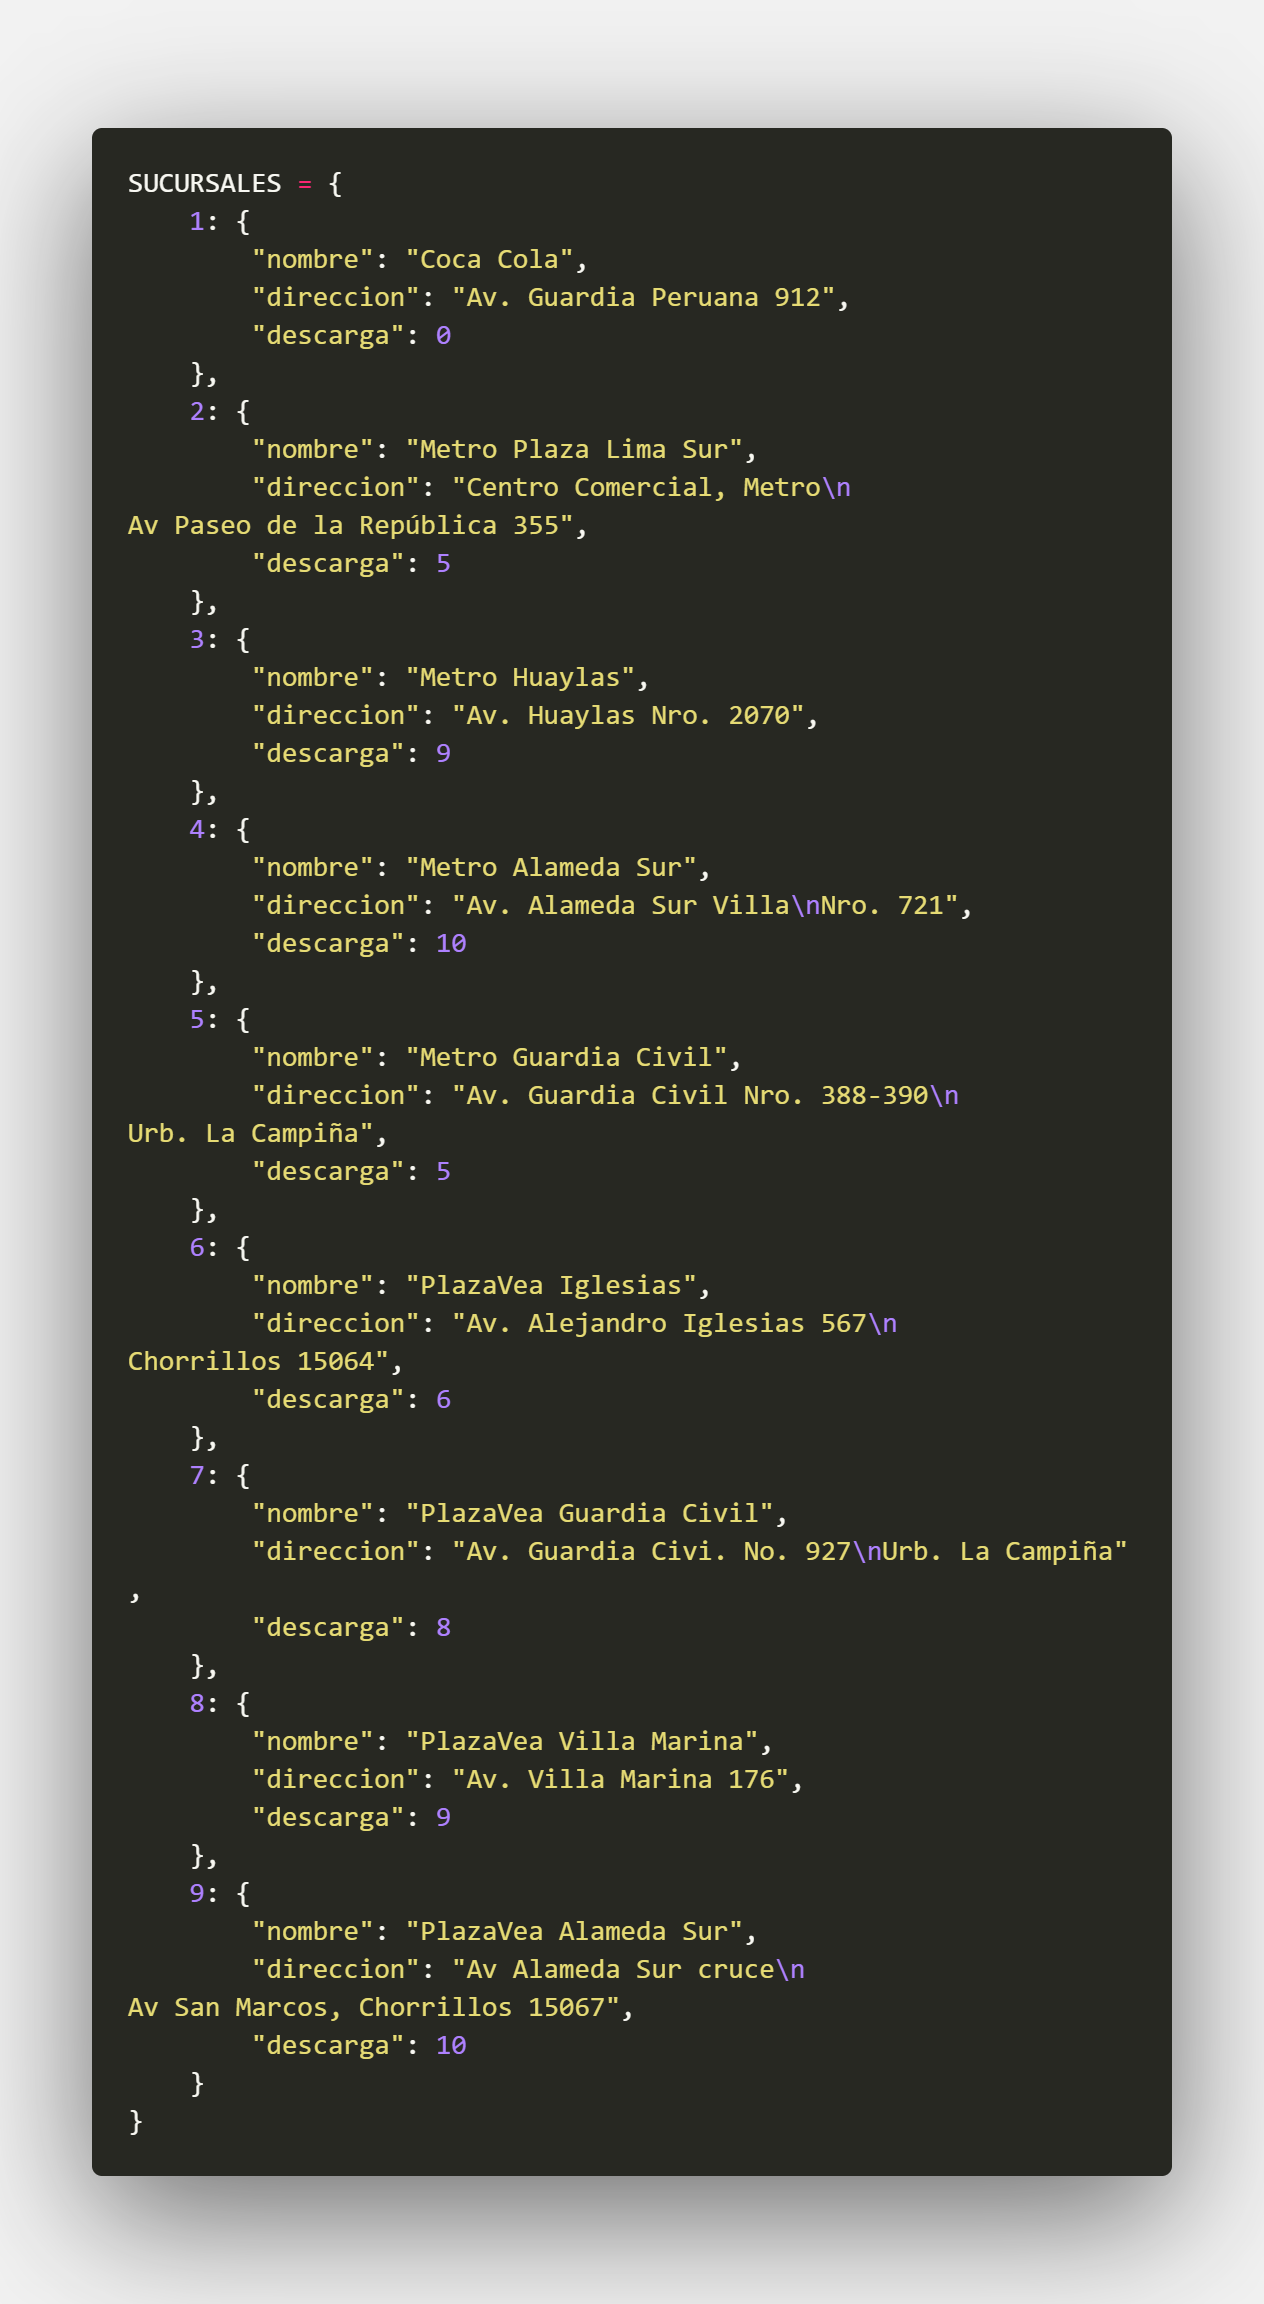 SUCURSALES = {
    1: {
        "nombre": "Coca Cola",
        "direccion": "Av. Guardia Peruana 912",
        "descarga": 0
    },
    2: {
        "nombre": "Metro Plaza Lima Sur",
        "direccion": "Centro Comercial, Metro\n
Av Paseo de la República 355",
        "descarga": 5
    },
    3: {
        "nombre": "Metro Huaylas",
        "direccion": "Av. Huaylas Nro. 2070",
        "descarga": 9
    },
    4: {
        "nombre": "Metro Alameda Sur",
        "direccion": "Av. Alameda Sur Villa\nNro. 721",
        "descarga": 10
    },
    5: {
        "nombre": "Metro Guardia Civil",
        "direccion": "Av. Guardia Civil Nro. 388-390\n
Urb. La Campiña",
        "descarga": 5
    },
    6: {
        "nombre": "PlazaVea Iglesias",
        "direccion": "Av. Alejandro Iglesias 567\n
Chorrillos 15064",
        "descarga": 6
    },
    7: {
        "nombre": "PlazaVea Guardia Civil",
        "direccion": "Av. Guardia Civi. No. 927\nUrb. La Campiña"
,
        "descarga": 8
    },
    8: {
        "nombre": "PlazaVea Villa Marina",
        "direccion": "Av. Villa Marina 176",
        "descarga": 9
    },
    9: {
        "nombre": "PlazaVea Alameda Sur",
        "direccion": "Av Alameda Sur cruce\n
Av San Marcos, Chorrillos 15067",
        "descarga": 10
    }
}